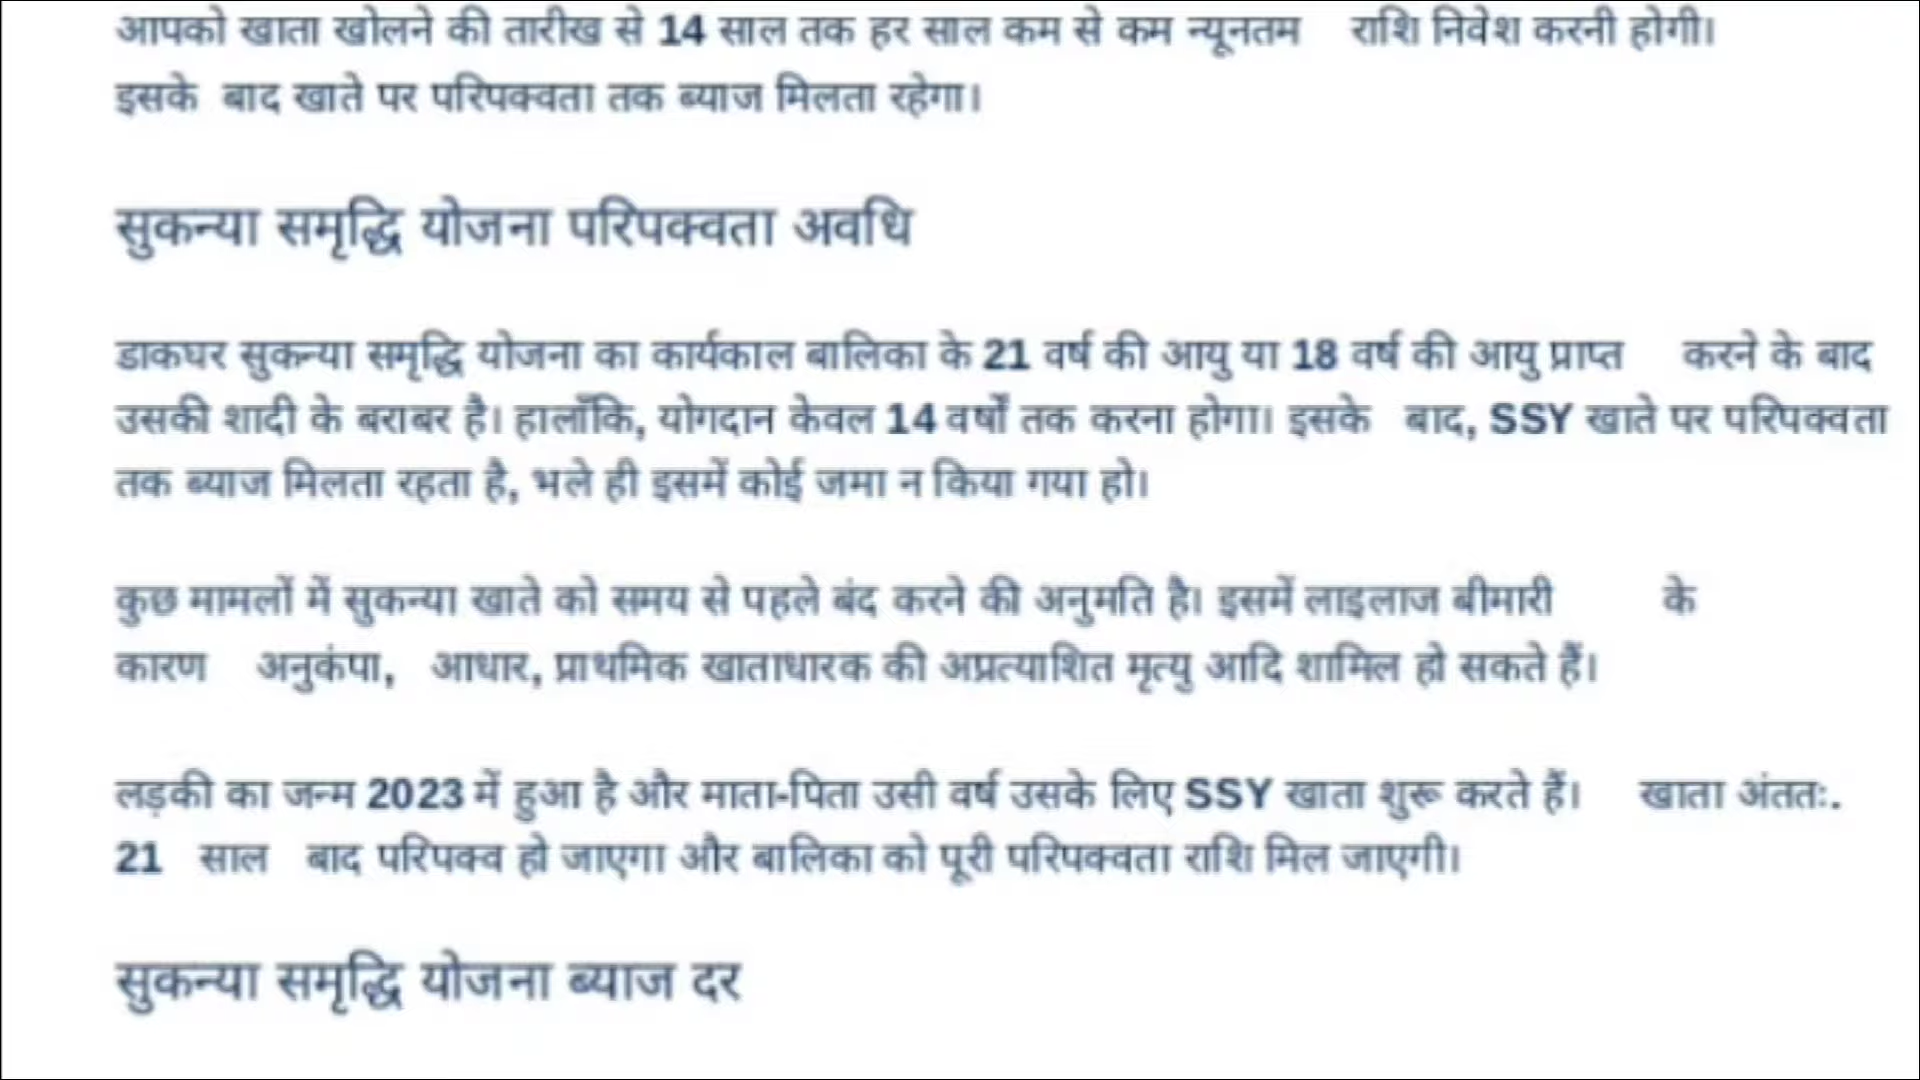 आपको खाता खोलने की तारीख से 14 साल तक हर साल कम से कम न्यूनतम राशि निवेश करनी होगी।
इसके बाद खाते पर परिपक्वता तक ब्याज मिलता रहेगा।
सुकन्या समृद्धि योजना परिपक्वता अवधि
डाकघर सुकन्या समृद्धि योजना का कार्यकाल बालिका के 21 वर्ष की आयु या 18 वर्ष की आयु प्राप्त करने के बाद
उसकी शादी के बराबर है। हालाँकि, योगदान केवल 14 वर्षों तक करना होगा। इसके बाद, SSY खाते पर परिपक्वता
तक ब्याज मिलता रहता है, भले ही इसमें कोई जमा न किया गया हो।
कुछ मामलों में सुकन्या खाते को समय से पहले बंद करने की अनुमति है। इसमें लाइलाज बीमारी के
कारण अनुकंपा, आधार, प्राथमिक खाताधारक की अप्रत्याशित मृत्यु आदि शामिल हो सकते हैं।
लड़की का जन्म 2023 में हुआ है और माता-पिता उसी वर्ष उसके लिए SSY खाता शुरू करते हैं। खाता अंततः.
21 साल बाद परिपक्व हो जाएगा और बालिका को पूरी परिपक्वता राशि मिल जाएगी।
सुकन्या समृद्धि योजना ब्याज दर